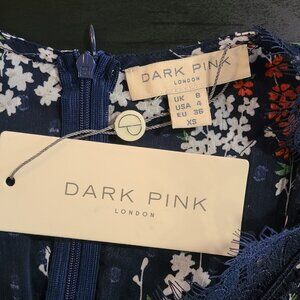 DARK PINK
LONDON
UK 8
USA 4
EU 36
XS
DARK PINK
LONDON